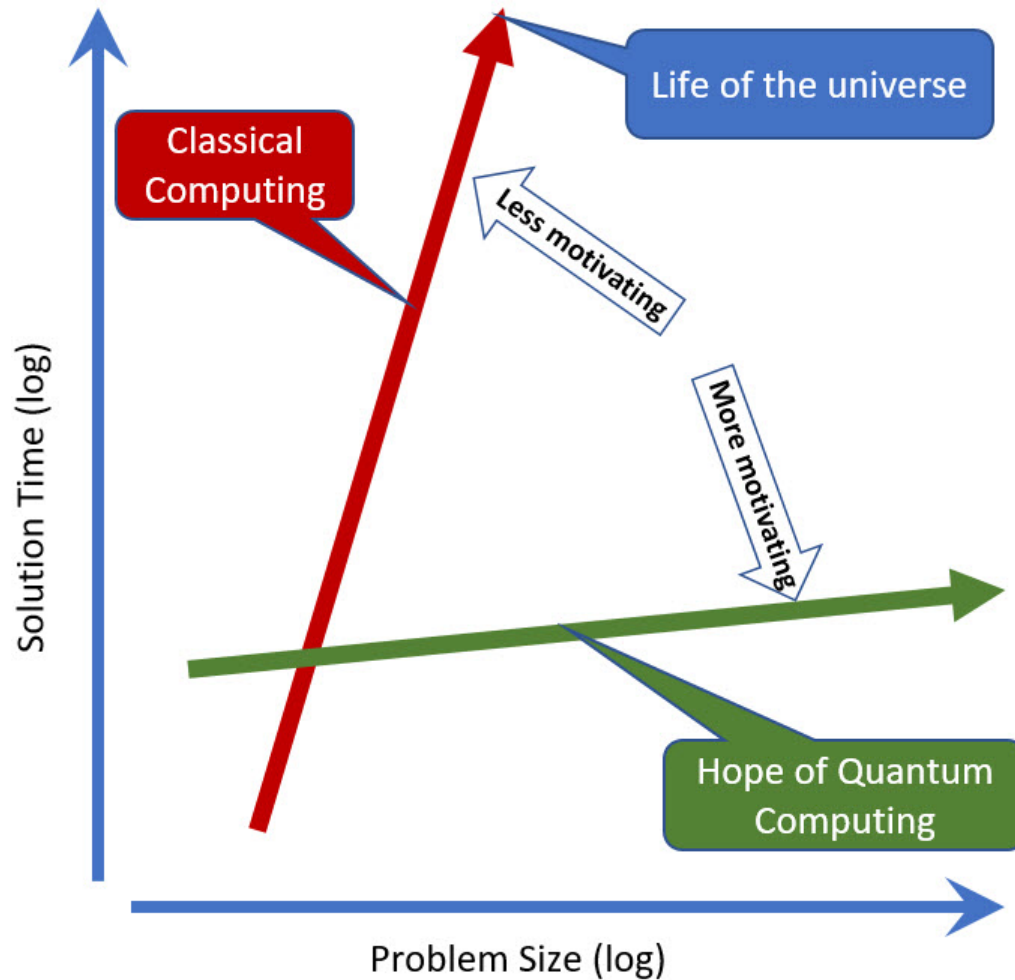 Life of the universe
Classical
Computing
Less motivating
More motivating
Solution Time (log)
Hope of Quantum
Computing
Problem Size (log)